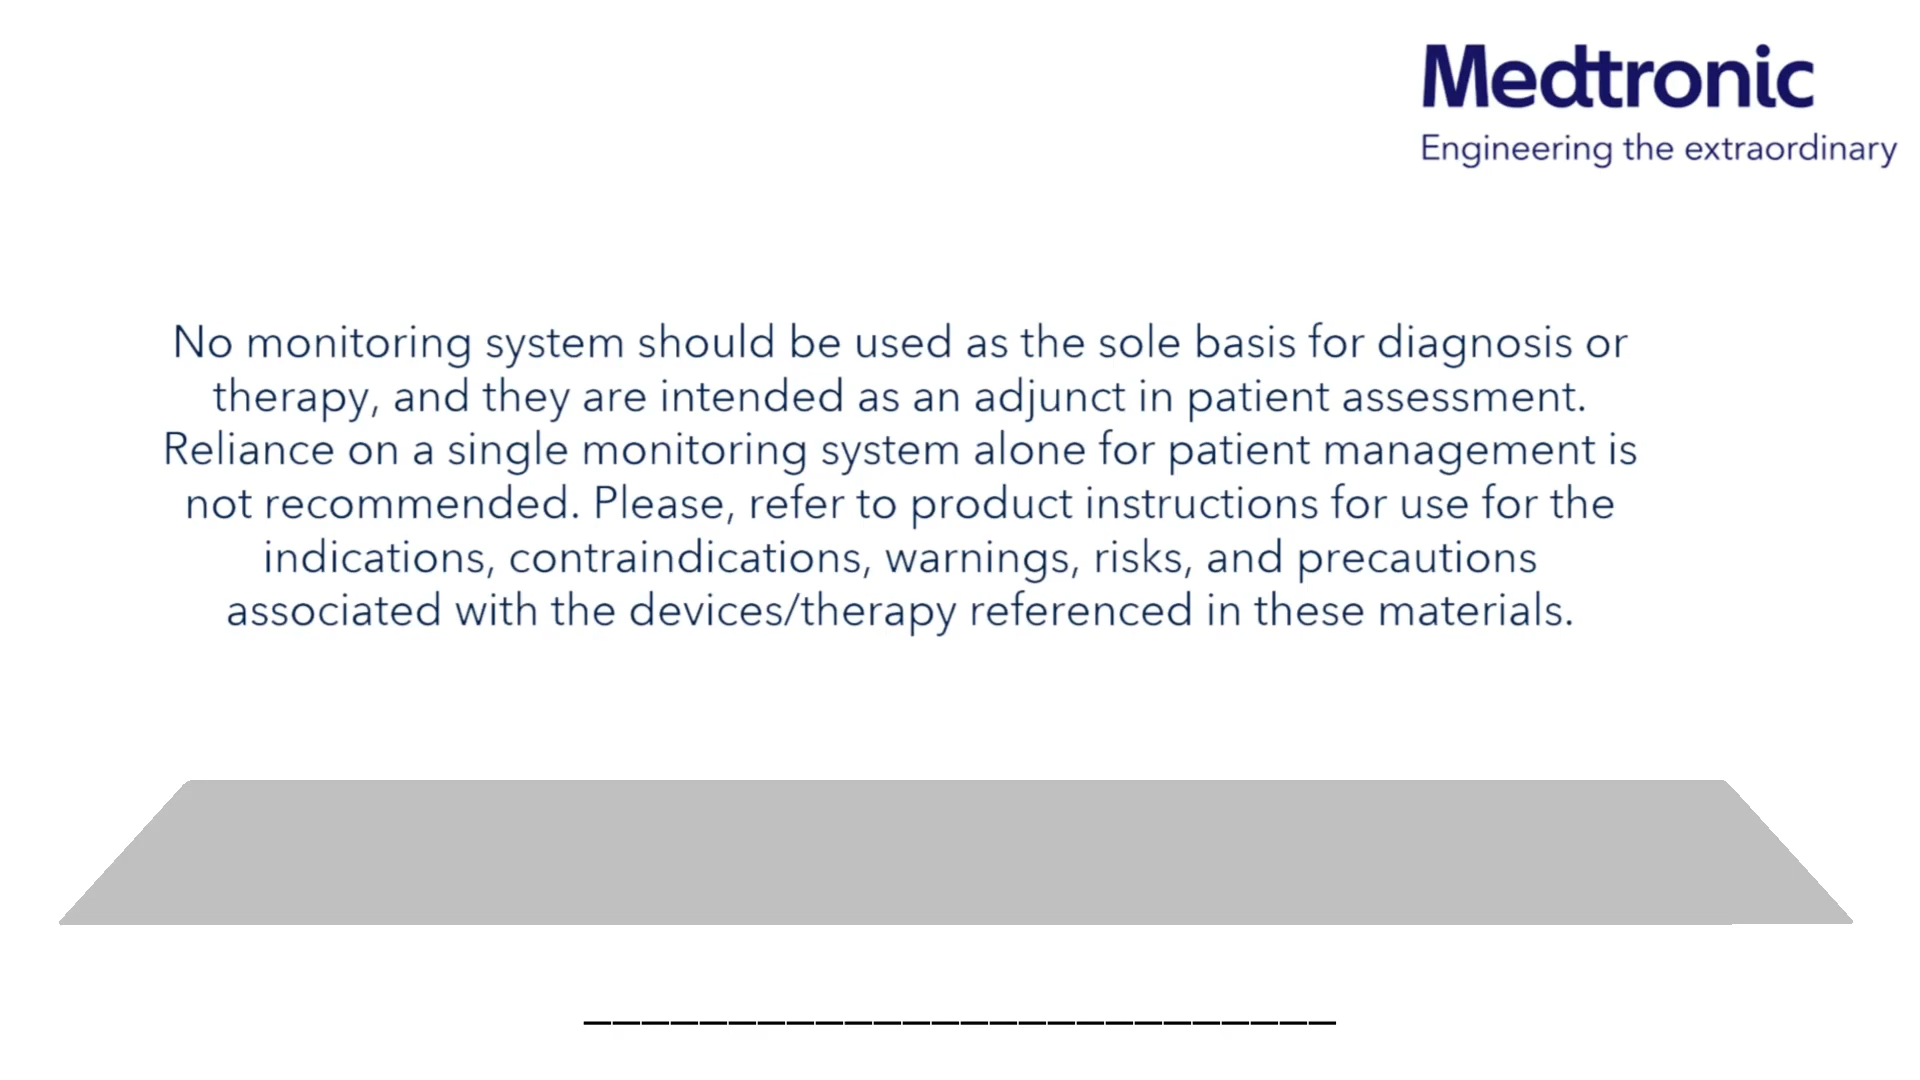 Medtronic
Engineering the extraordinary
No monitoring system should be used as the sole basis for diagnosis or
therapy, and they are intended as an adjunct in patient assessment.
Reliance on a single monitoring system alone for patient management is
not recommended. Please, refer to product instructions for use for the
indications, contraindications, warnings, risks, and precautions
associated with the devices/therapy referenced in these materials.
__________________________